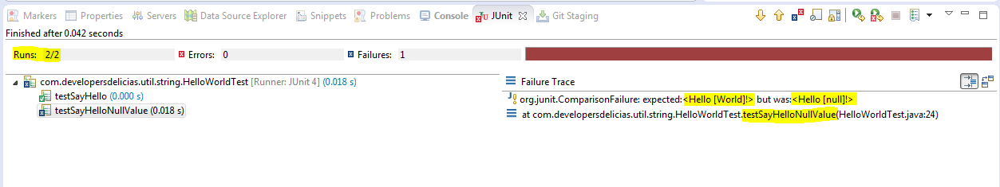 Markers Properties Servers Data Source Explorer Snippets Problems Console JUnit Git Staging
Finished after 0.042 seconds
Runs: 2/2 Errors: 0 Failures: 1
com.developersdelicias.util.string.HelloWorldTest [Runner: JUnit 4] (0.018 s)
testSayHello (0.000 s)
testSayHelloNullValue (0.018 s)
Failure Trace
org.junit.ComparisonFailure: expected:<Hello [World]!> but was:<Hello [null]!>
at com.developersdelicias.util.string.HelloWorldTest.testSayHelloNullValue(HelloWorldTest.java:24)